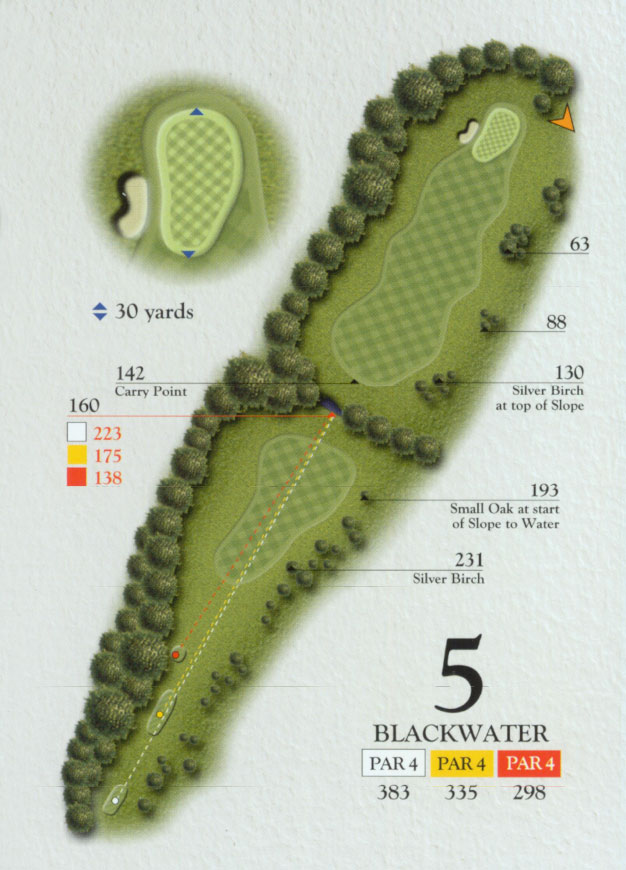 63
30 yards
88
142
Carry Point
130
Silver Birch
at top of Slope
160
223
175
138
193
Small Oak at start
of Slope to Water
231
Silver Birch
5
BLACKWATER
PAR 4 PAR 4 PAR 4
383 335 298